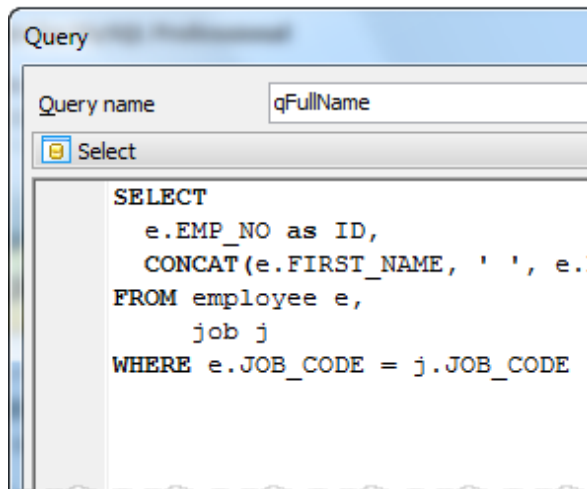 Query
Query name qFullName
Select
SELECT
e.EMP_NO as ID,
CONCAT(e.FIRST_NAME, ' ', e.
FROM employee e,
job j
WHERE e.JOB_CODE = j.JOB_CODE